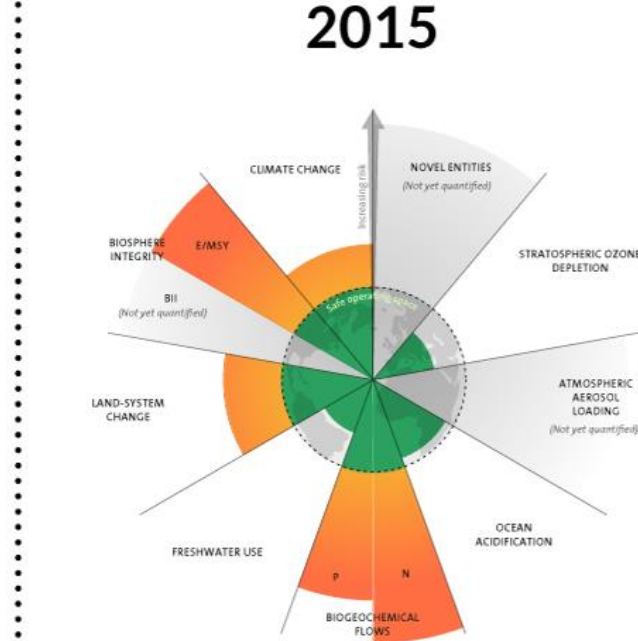 2015
CLIMATE CHANGE
Increasing risk
NOVEL ENTITIES
(Not yet quantified)
STRATOSPHERIC OZONE
DEPLETION
BIOSPHERE
INTEGRITY
E/MSY
BII
(Not yet quantified)
Safe operating space
LAND-SYSTEM
CHANGE
ATMOSPHERIC
AEROSOL
LOADING
(Not yet quantified)
FRESHWATER USE
OCEAN
ACIDIFICATION
P
N
BIOGEOCHEMICAL
FLOWS